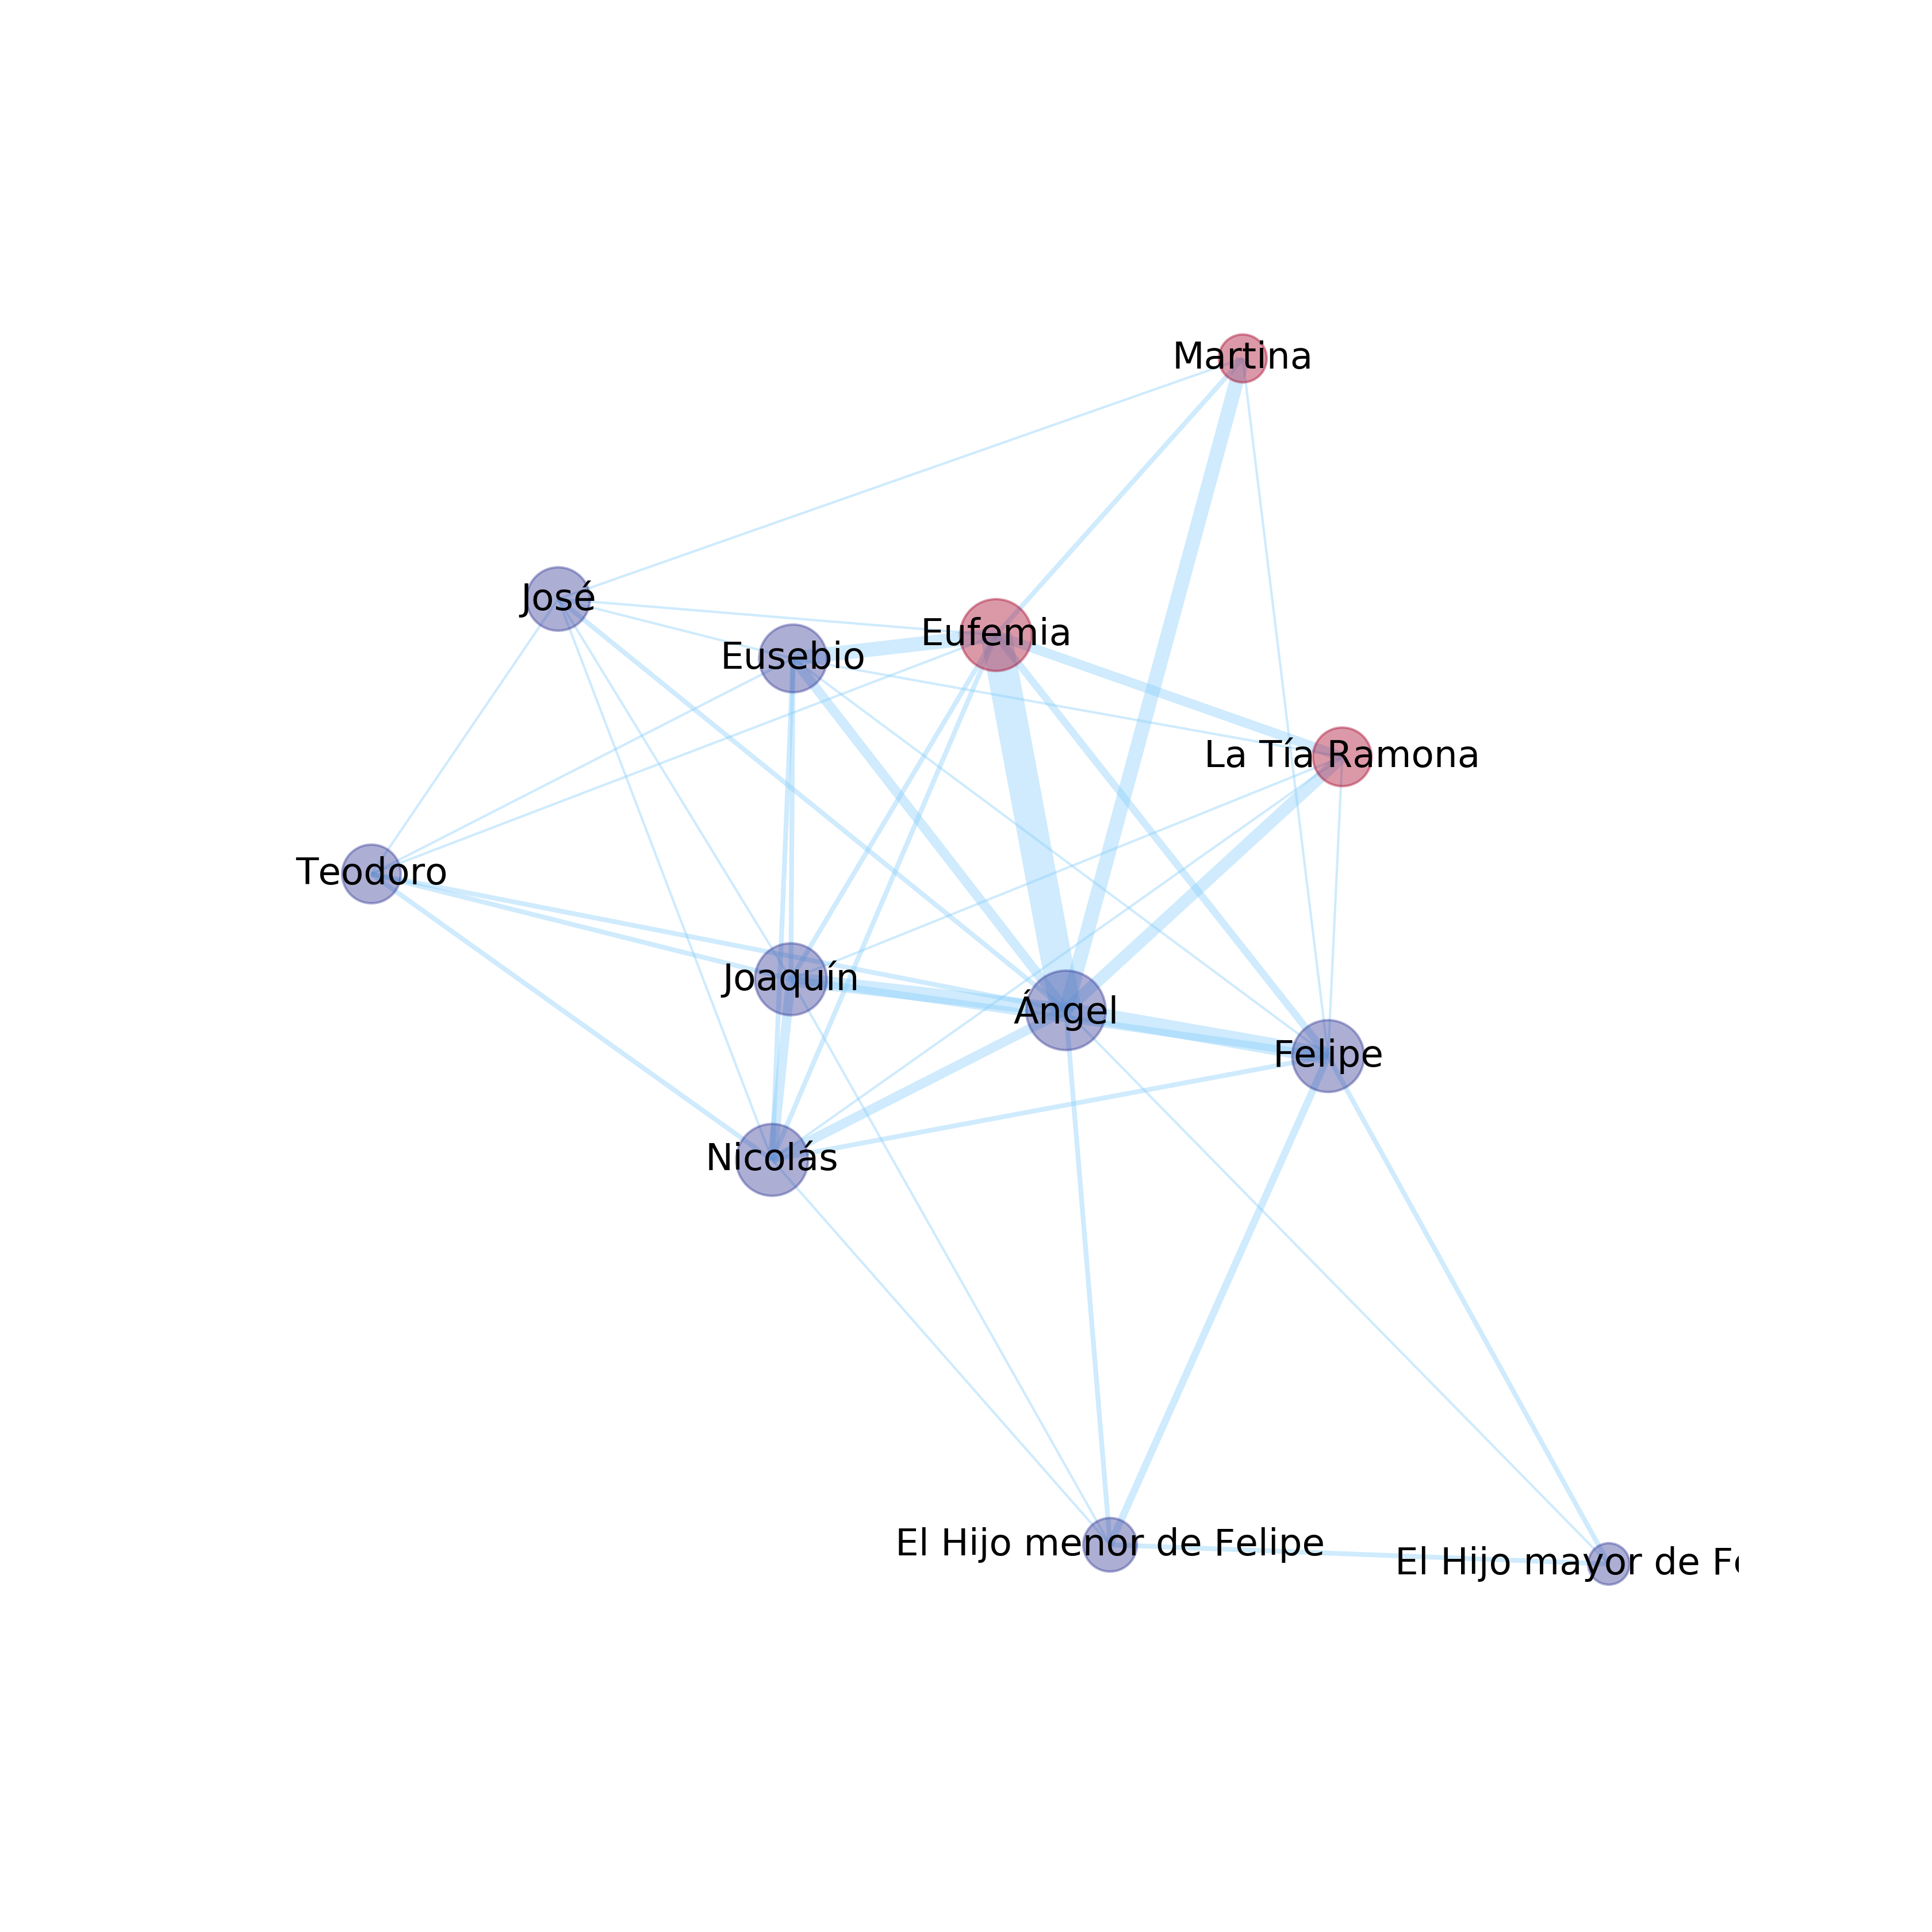 Martina
José
Eufemia
Eusebio
La Tía Ramona
Teodoro
Joaquín
Ángel
Felipe
Nicolás
El Hijo menor de Felipe
El Hijo mayor de